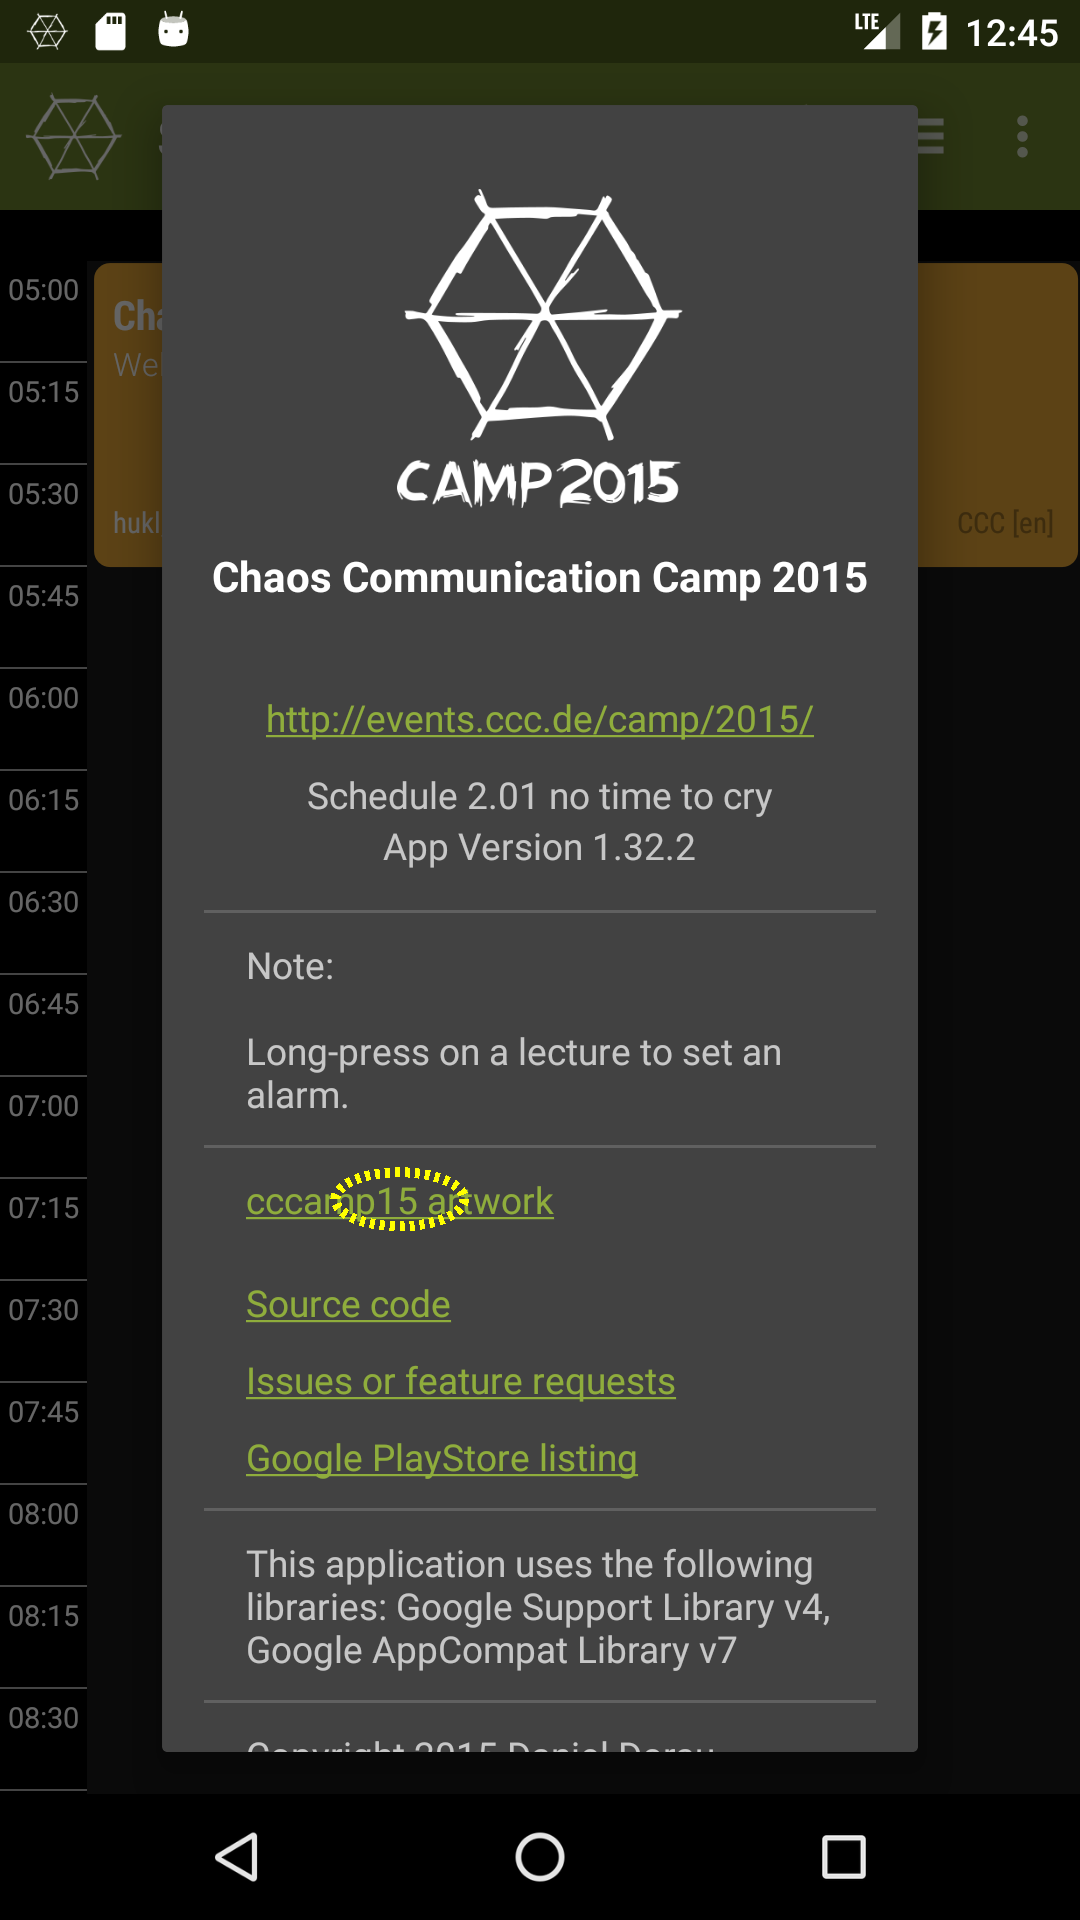 LTE 12:45
CAMP2015
Chaos Communication Camp 2015
http://events.ccc.de/camp/2015/
Schedule 2.01 no time to cry
App Version 1.32.2
Note:
Long-press on a lecture to set an
alarm.
cccamp15 artwork
Source code
Issues or feature requests
Google PlayStore listing
This application uses the following
libraries: Google Support Library v4,
Google AppCompat Library v7
Copyright 2015 Daniel Dorau
05:00
05:15
05:30
05:45
06:00
06:15
06:30
06:45
07:00
07:15
07:30
07:45
08:00
08:15
08:30
CCC [en]